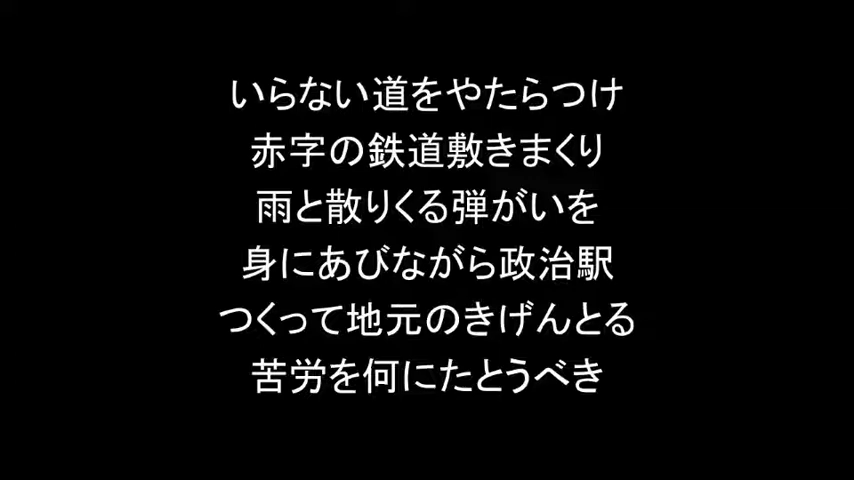 いらない道をやたらつけ
赤字の鉄道敷きまくり
雨と散りくる弾がいを
身にあびながら政治駅
つくって地元のきげんとる
苦労を何にたとうべき